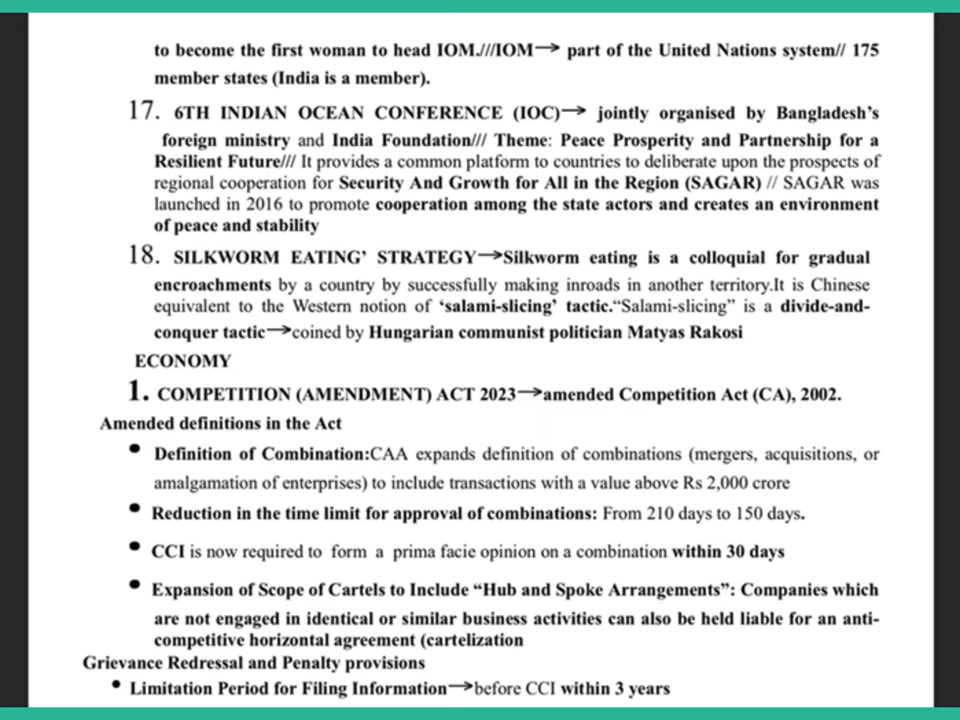 to become the first woman to head IOM.///IOM→ part of the United Nations system// 175
member states (India is a member).
17. 6TH INDIAN OCEAN CONFERENCE (IOC)→ jointly organised by Bangladesh's
foreign ministry and India Foundation/// Theme: Peace Prosperity and Partnership for a
Resilient Future/// It provides a common platform to countries to deliberate upon the prospects of
regional cooperation for Security And Growth for All in the Region (SAGAR) // SAGAR was
launched in 2016 to promote cooperation among the state actors and creates an environment
of peace and stability
18. SILKWORM EATING' STRATEGY→Silkworm eating is a colloquial for gradual
encroachments by a country by successfully making inroads in another territory.It is Chinese
equivalent to the Western notion of 'salami-slicing' tactic."Salami-slicing" is a divide-and-
conquer tactic→coined by Hungarian communist politician Matyas Rakosi
ECONOMY
1. COMPETITION (AMENDMENT) ACT 2023→amended Competition Act (CA), 2002.
Amended definitions in the Act
• Definition of Combination:CAA expands definition of combinations (mergers, acquisitions, or
amalgamation of enterprises) to include transactions with a value above Rs 2,000 crore
• Reduction in the time limit for approval of combinations: From 210 days to 150 days.
• CCI is now required to form a prima facie opinion on a combination within 30 days
• Expansion of Scope of Cartels to Include "Hub and Spoke Arrangements": Companies which
are not engaged in identical or similar business activities can also be held liable for an anti-
competitive horizontal agreement (cartelization
Grievance Redressal and Penalty provisions
• Limitation Period for Filing Information→before CCI within 3 years